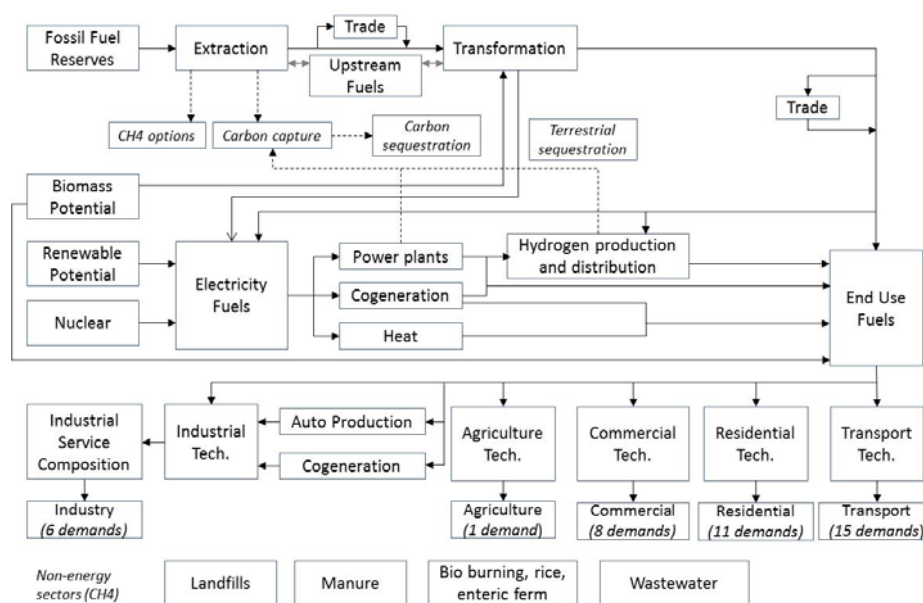 Fossil Fuel
Reserves
Extraction
Trade
Transformation
Upstream
Fuels
Trade
CH4 options
Carbon capture
Carbon
sequestration
Terrestrial
sequestration
Biomass
Potential
Renewable
Potential
Nuclear
Electricity
Fuels
Power plants
Cogeneration
Heat
Hydrogen production
and distribution
End Use
Fuels
Industrial
Service
Composition
Industrial
Tech.
Auto Production
Cogeneration
Agriculture
Tech.
Commercial
Tech.
Residential
Tech.
Transport
Tech.
Industry
(6 demands)
Agriculture
(1 demand)
Commercial
(8 demands)
Residential
(11 demands)
Transport
(15 demands)
Non-energy
sectors (CH4)
Landfills
Manure
Bio burning, rice,
enteric ferm
Wastewater